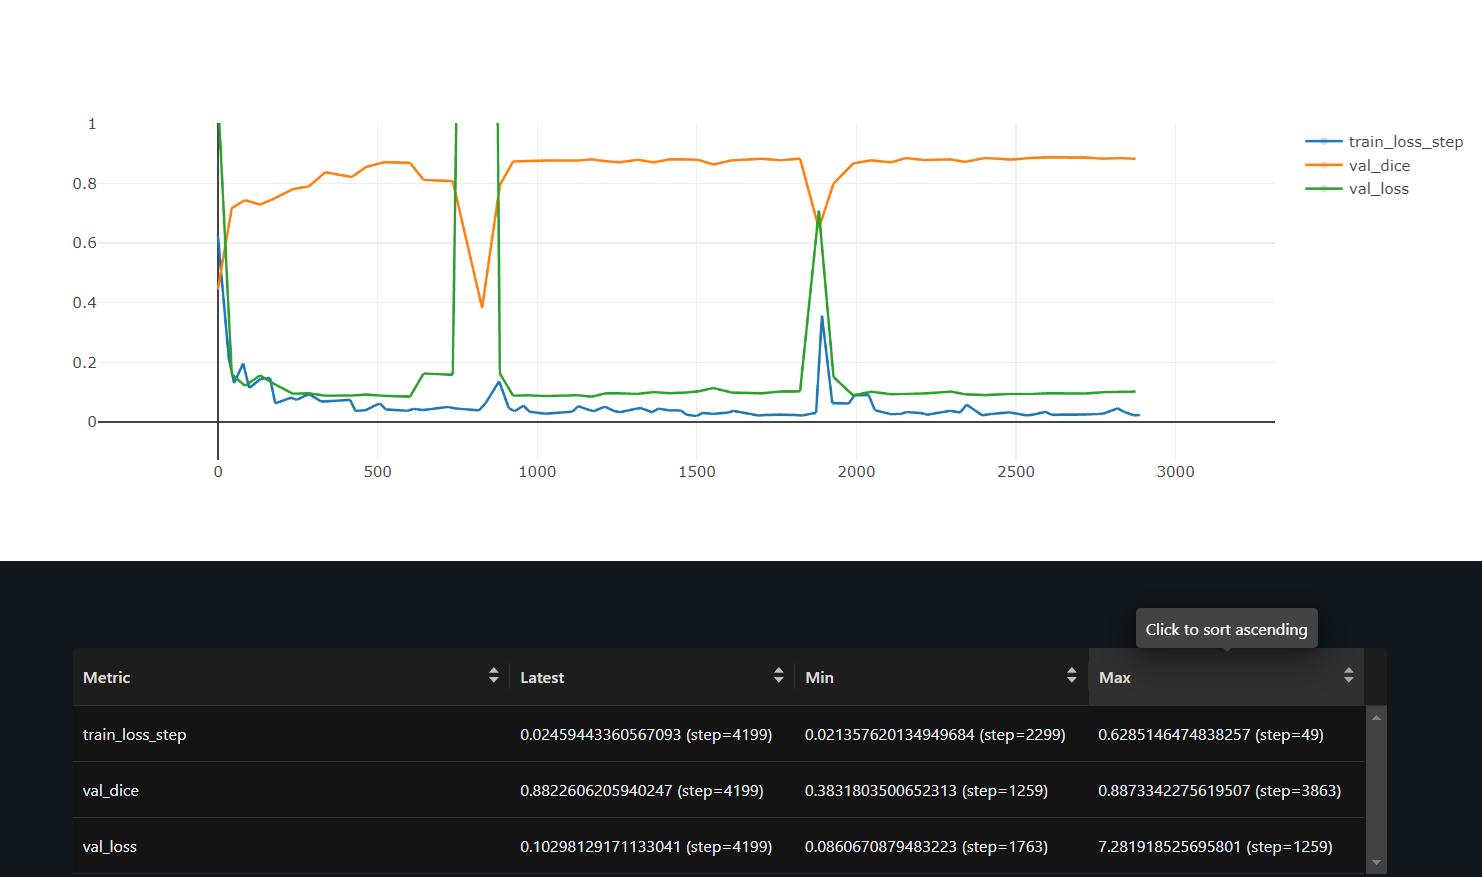 1
0.8
0.6
0.4
0.2
0
0 500 1000 1500 2000 2500 3000
train_loss_step
val_dice
val_loss
Click to sort ascending
Metric Latest Min Max
train_loss_step 0.02459443360567093 (step=4199) 0.021357620134949684 (step=2299) 0.6285146474838257 (step=49)
val_dice 0.8822606205940247 (step=4199) 0.3831803500652313 (step=1259) 0.8873342275619507 (step=3863)
val_loss 0.10298129171133041 (step=4199) 0.0860670879483223 (step=1763) 7.281918525695801 (step=1259)